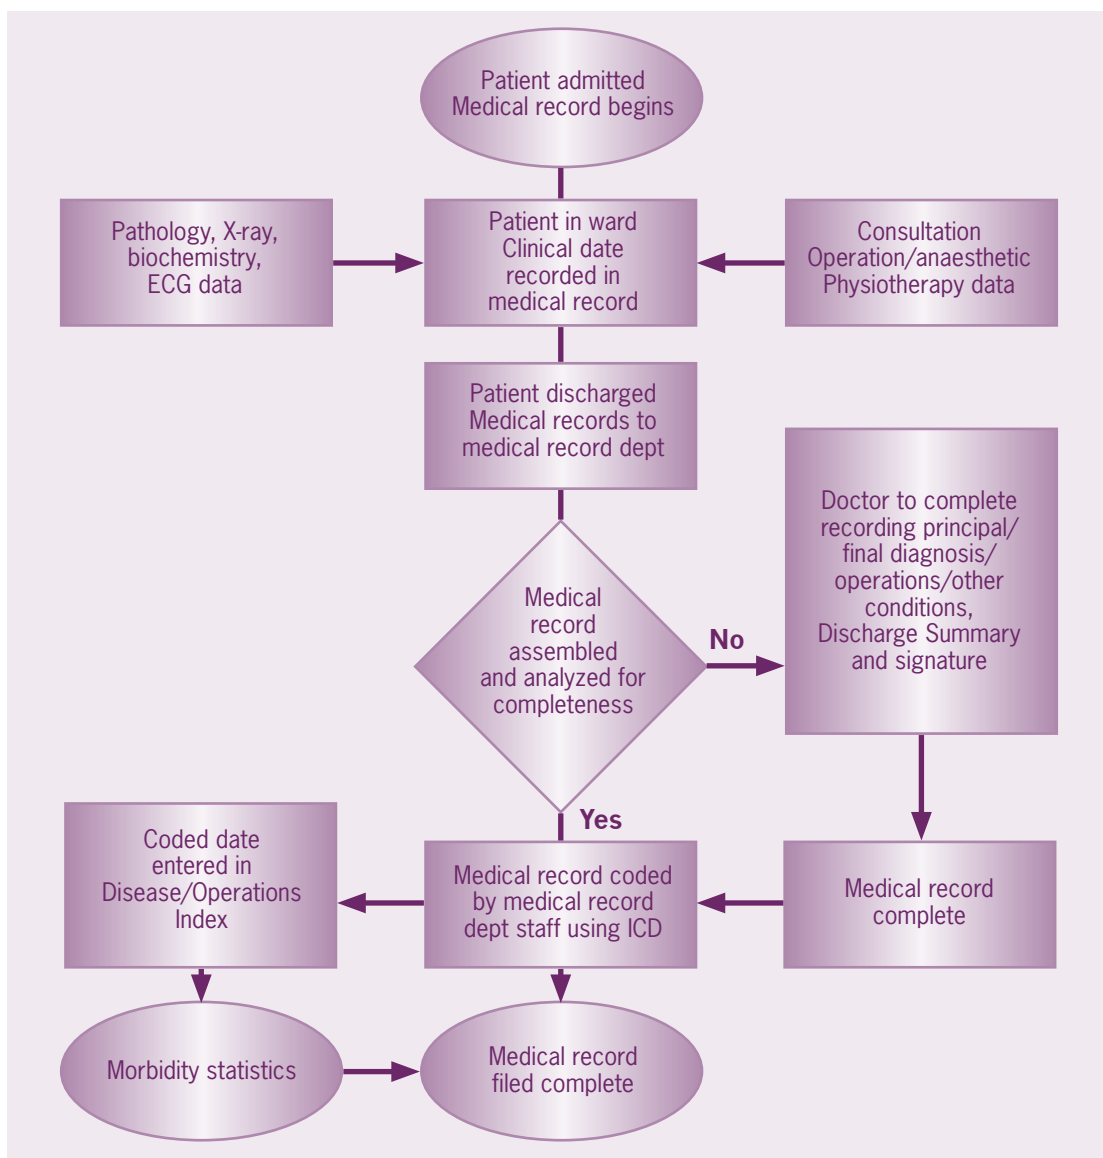 Patient admitted
Medical record begins
Pathology, X-ray,
biochemistry,
ECG data
Patient in ward
Clinical date
recorded in
medical record
Consultation
Operation/anaesthetic
Physiotherapy data
Patient discharged
Medical records to
medical record dept
Medical
record
assembled
and analyzed for
completeness
No
Doctor to complete
recording principal/
final diagnosis/
operations/other
conditions,
Discharge Summary
and signature
Yes
Coded date
entered in
Disease/Operations
Index
Medical record coded
by medical record
dept staff using ICD
Medical record
complete
Morbidity statistics
Medical record
filed complete